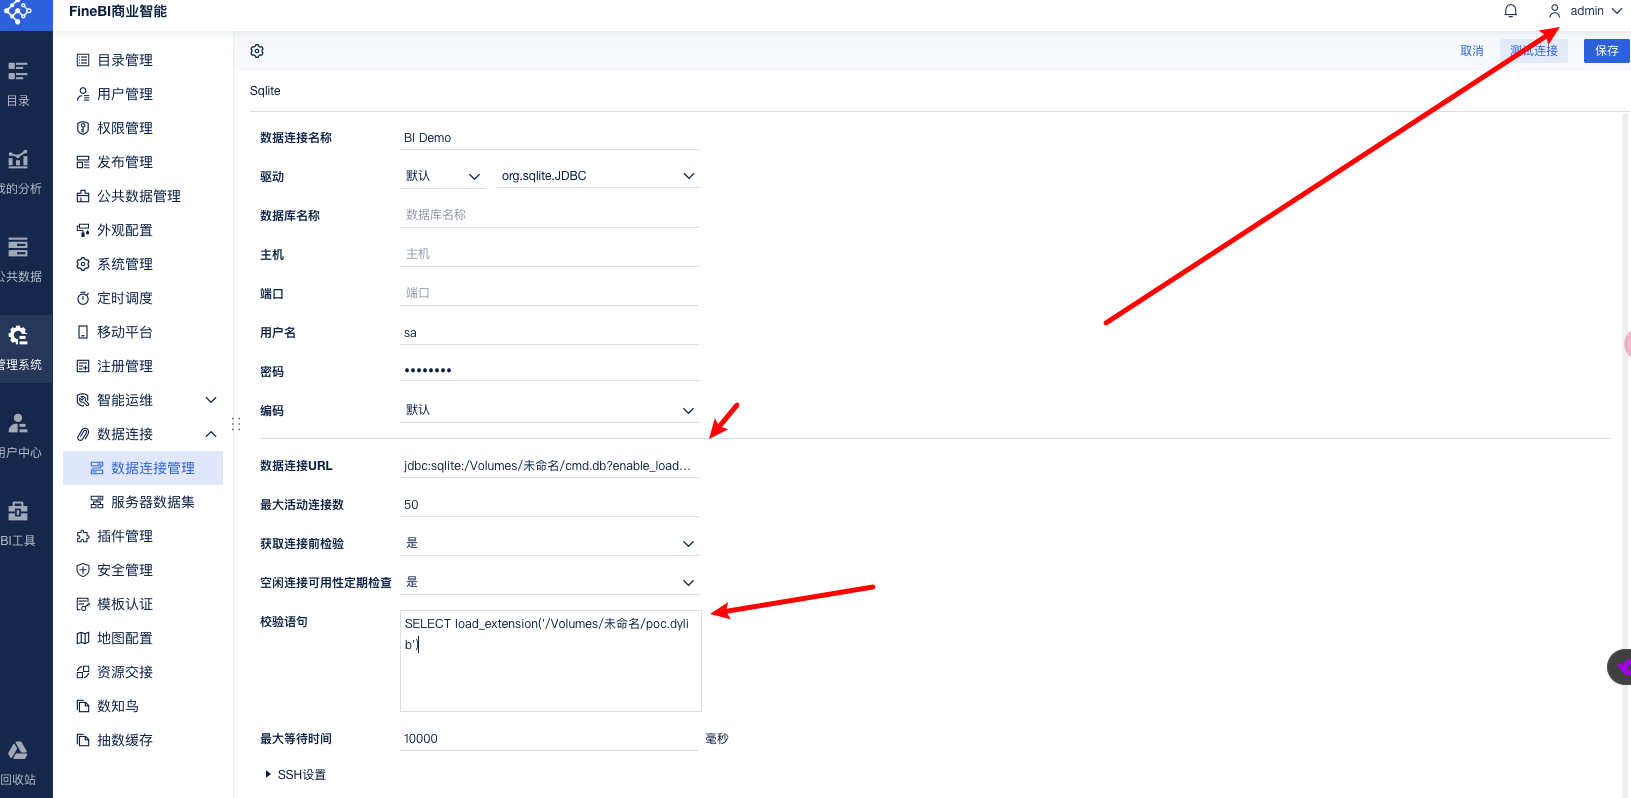 FineBI商业智能
admin
目录
我的分析
公共数据
管理系统
用户中心
BI工具
回收站
目录管理
用户管理
权限管理
发布管理
公共数据管理
外观配置
系统管理
定时调度
移动平台
注册管理
智能运维
数据连接
数据连接管理
服务器数据集
插件管理
安全管理
模板认证
地图配置
资源交接
数知鸟
抽数缓存
取消 测试连接 保存
Sqlite
数据连接名称 BI Demo
驱动 默认 org.sqlite.JDBC
数据库名称 数据库名称
主机 主机
端口 端口
用户名 sa
密码 ••••••••
编码 默认
数据连接URL jdbc:sqlite:/Volumes/未命名/cmd.db?enable_load...
最大活动连接数 50
获取连接前检验 是
空闲连接可用性定期检查 是
校验语句 SELECT load_extension('/Volumes/未命名/poc.dyli
b')
最大等待时间 10000 毫秒
SSH设置